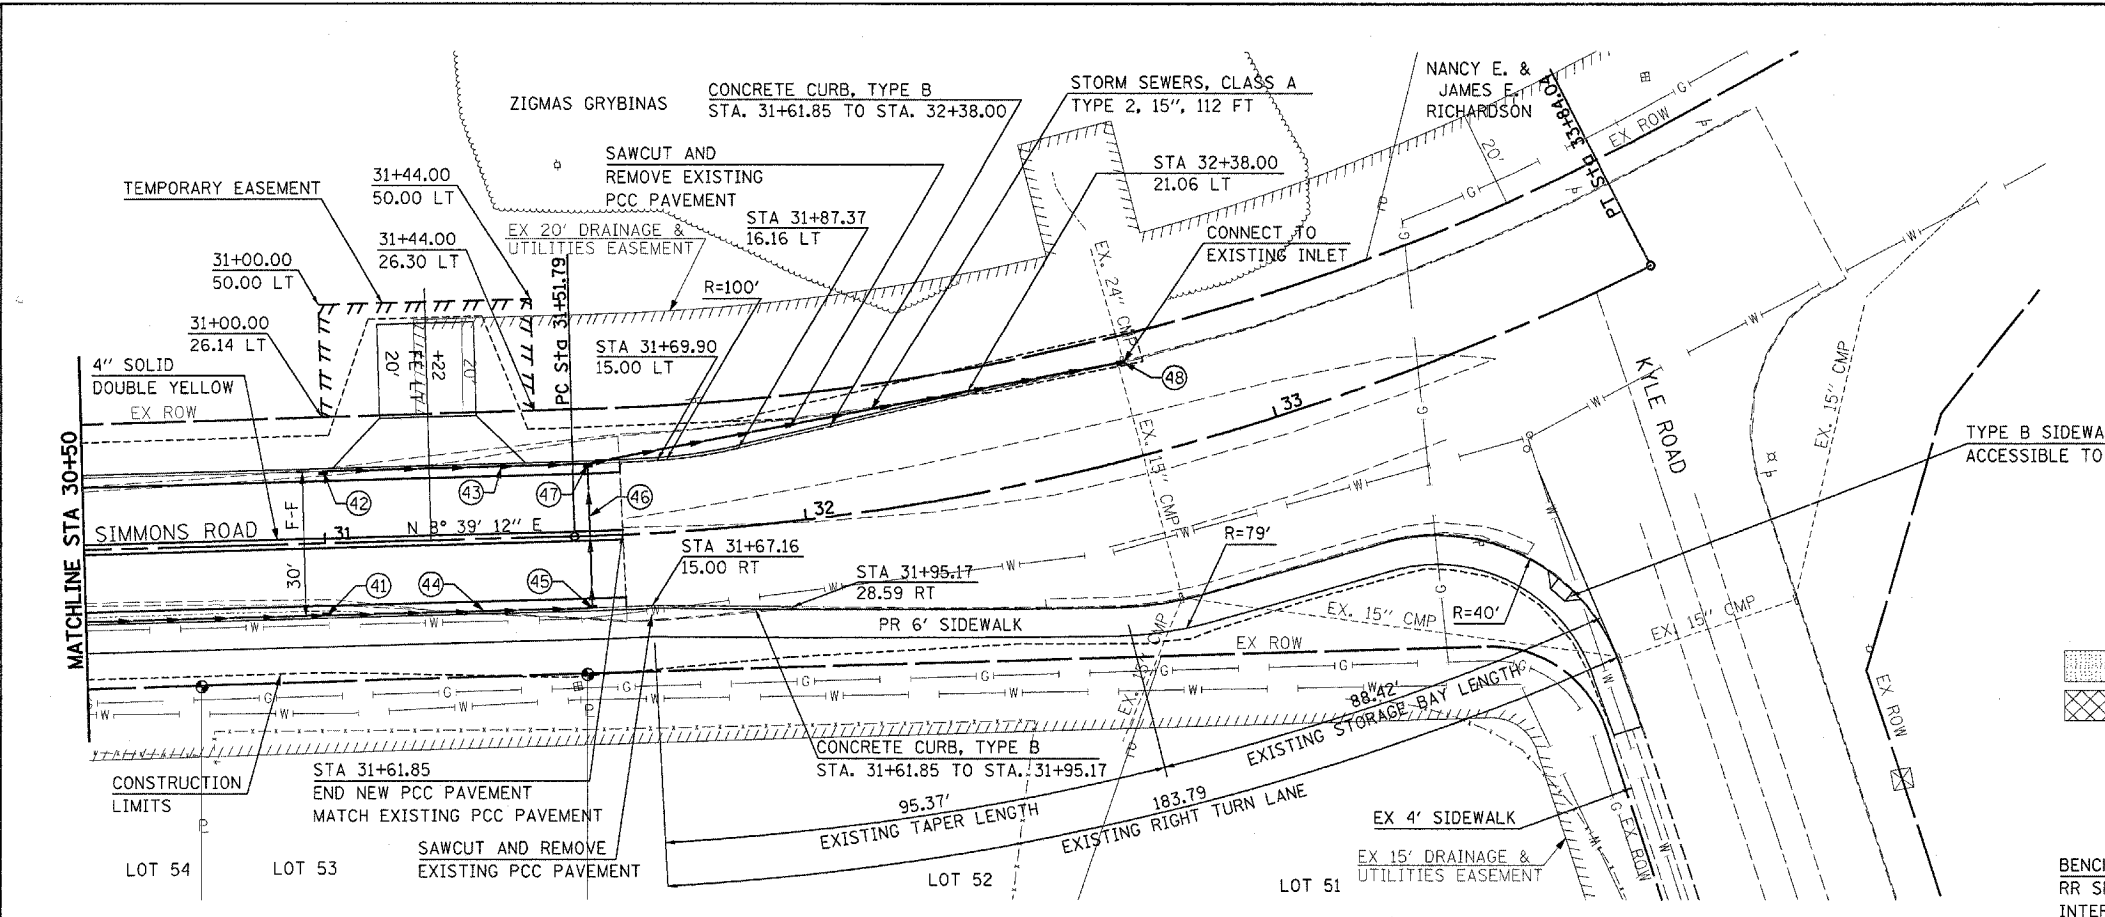 ZIGMAS GRYBINAS
CONCRETE CURB, TYPE B
STA. 31+61.85 TO STA. 32+38.00
STORM SEWERS, CLASS A
TYPE 2, 15", 112 FT
NANCY E. &
JAMES E.
RICHARDSON
PT Sta 33+84.04
EX ROW
G
20'
TEMPORARY EASEMENT
31+44.00
50.00 LT
SAWCUT AND
REMOVE EXISTING
PCC PAVEMENT
STA 32+38.00
21.06 LT
STA 31+87.37
16.16 LT
EX 20' DRAINAGE &
UTILITIES EASEMENT
31+44.00
26.30 LT
CONNECT TO
EXISTING INLET
31+00.00
50.00 LT
PC Sta 31+51.79
R=100'
EX. 24" CMP
31+00.00
26.14 LT
STA 31+69.90
15.00 LT
4" SOLID
DOUBLE YELLOW
20'
+22
20'
EX ROW
48
33
KYLE ROAD
EX. 15" CMP
TYPE B SIDEWA
ACCESSIBLE TO
MATCHLINE STA 30+50
42
43
47
46
F-F
SIMMONS ROAD
31
N 8° 39' 12" E
32
EX. 15" CMP
R=79'
STA 31+67.16
15.00 RT
STA 31+95.17
28.59 RT
30'
41
44
45
PR 6' SIDEWALK
EX. 15" CMP
R=40'
EX. 15" CMP
EX ROW
EX ROW
88.42'
EXISTING STORAGE BAY LENGTH
CONSTRUCTION
LIMITS
STA 31+61.85
END NEW PCC PAVEMENT
MATCH EXISTING PCC PAVEMENT
CONCRETE CURB, TYPE B
STA. 31+61.85 TO STA. 31+95.17
95.37'
EXISTING TAPER LENGTH
183.79
EXISTING RIGHT TURN LANE
EX 4' SIDEWALK
EX ROW
SAWCUT AND REMOVE
EXISTING PCC PAVEMENT
EX 15' DRAINAGE &
UTILITIES EASEMENT
LOT 54
LOT 53
LOT 52
LOT 51
BENC
RR S
INTER